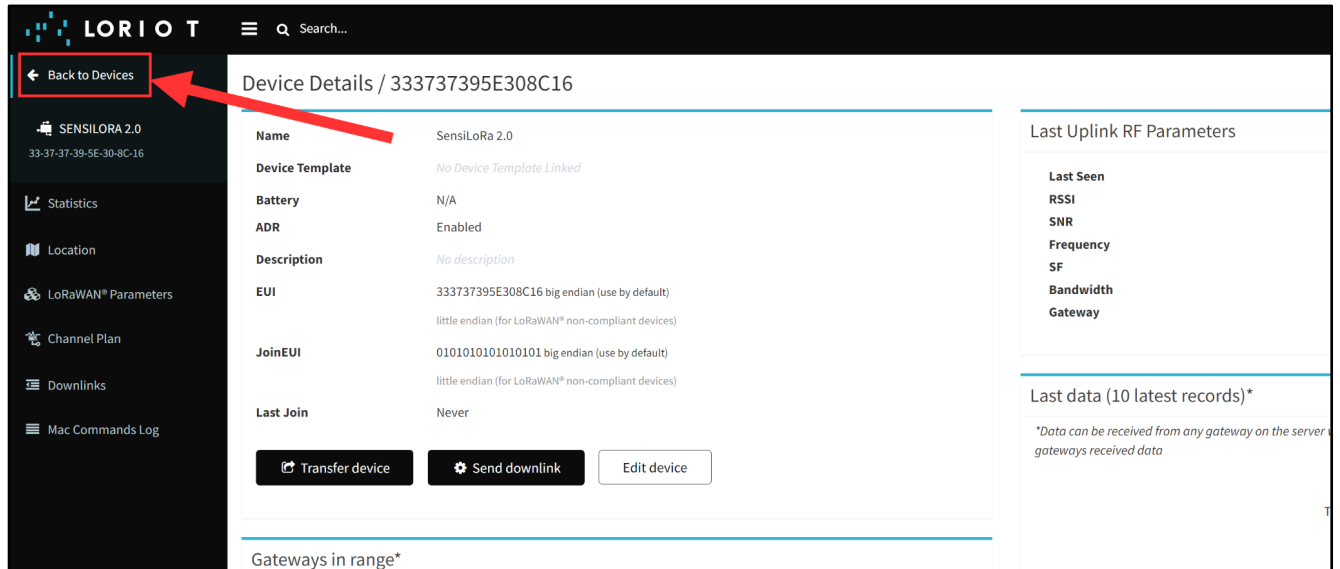 LORIOT
Search...
Back to Devices
SENSILORA 2.0
33-37-37-39-5E-30-8C-16
Statistics
Location
LoRaWAN® Parameters
Channel Plan
Downlinks
Mac Commands Log
Device Details / 333737395E308C16
Name SensiLoRa 2.0
Device Template No Device Template Linked
Battery N/A
ADR Enabled
Description No description
EUI 333737395E308C16 big endian (use by default)
little endian (for LoRaWAN® non-compliant devices)
JoinEUI 0101010101010101 big endian (use by default)
little endian (for LoRaWAN® non-compliant devices)
Last Join Never
Transfer device Send downlink Edit device
Gateways in range*
Last Uplink RF Parameters
Last Seen
RSSI
SNR
Frequency
SF
Bandwidth
Gateway
Last data (10 latest records)*
*Data can be received from any gateway on the server
gateways received data